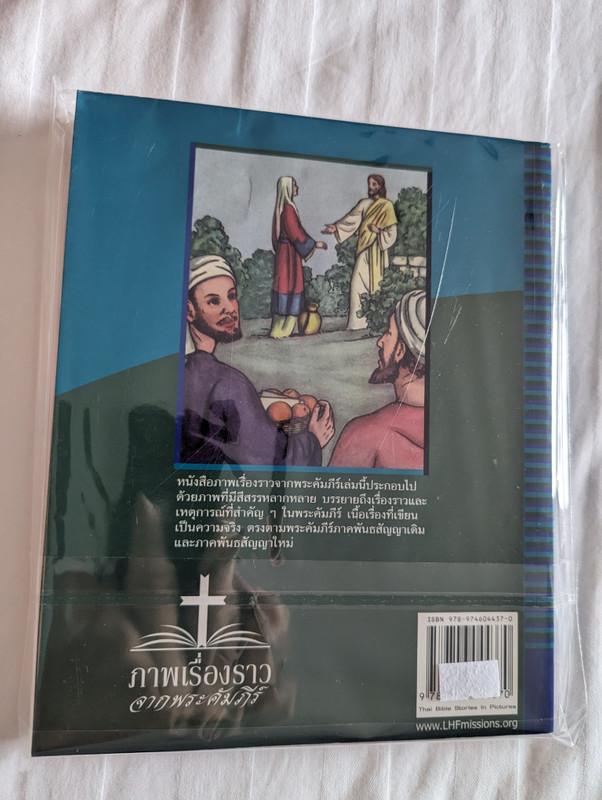 หนังสือภาพเรื่องราวจากพระคัมภีร์เล่มนี้ประกอบไป
ด้วยภาพที่มีสีสรรหลากหลาย บรรยายถึงเรื่องราวและ
เหตุการณ์ที่สำคัญ ๆ ในพระคัมภีร์ เนื้อเรื่องที่เขียน
เป็นความจริง ตรงตามพระคัมภีร์ภาคพันธสัญญาเดิม
และภาคพันธสัญญาใหม่
ภาพเรื่องราว
จากพระคัมภีร์
ISBN 978-974604437-0
Thai Bible Stories in Pictures
www.LHFmissions.org